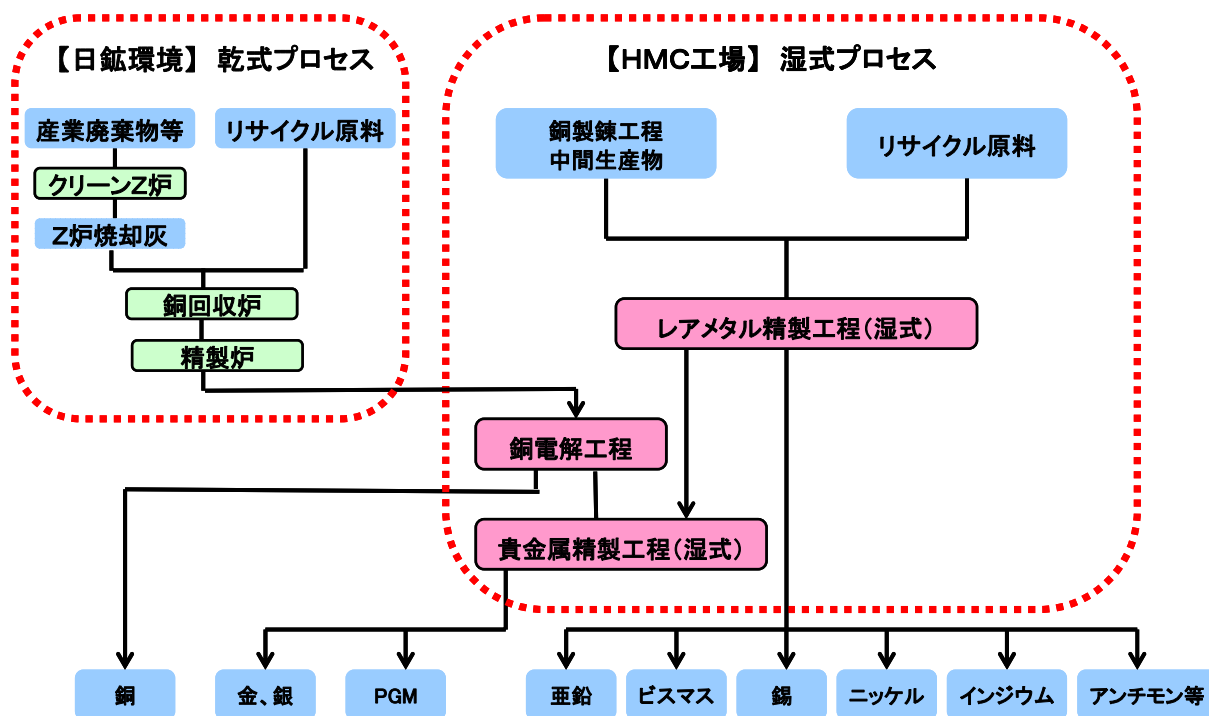 【日鉱環境】 乾式プロセス
産業廃棄物等
リサイクル原料
クリーンZ炉
Z炉焼却灰
銅回収炉
精製炉
【HMC工場】 湿式プロセス
銅製錬工程
中間生産物
リサイクル原料
レアメタル精製工程(湿式)
銅電解工程
貴金属精製工程(湿式)
銅
金、銀
PGM
亜鉛
ビスマス
錫
ニッケル
インジウム
アンチモン等